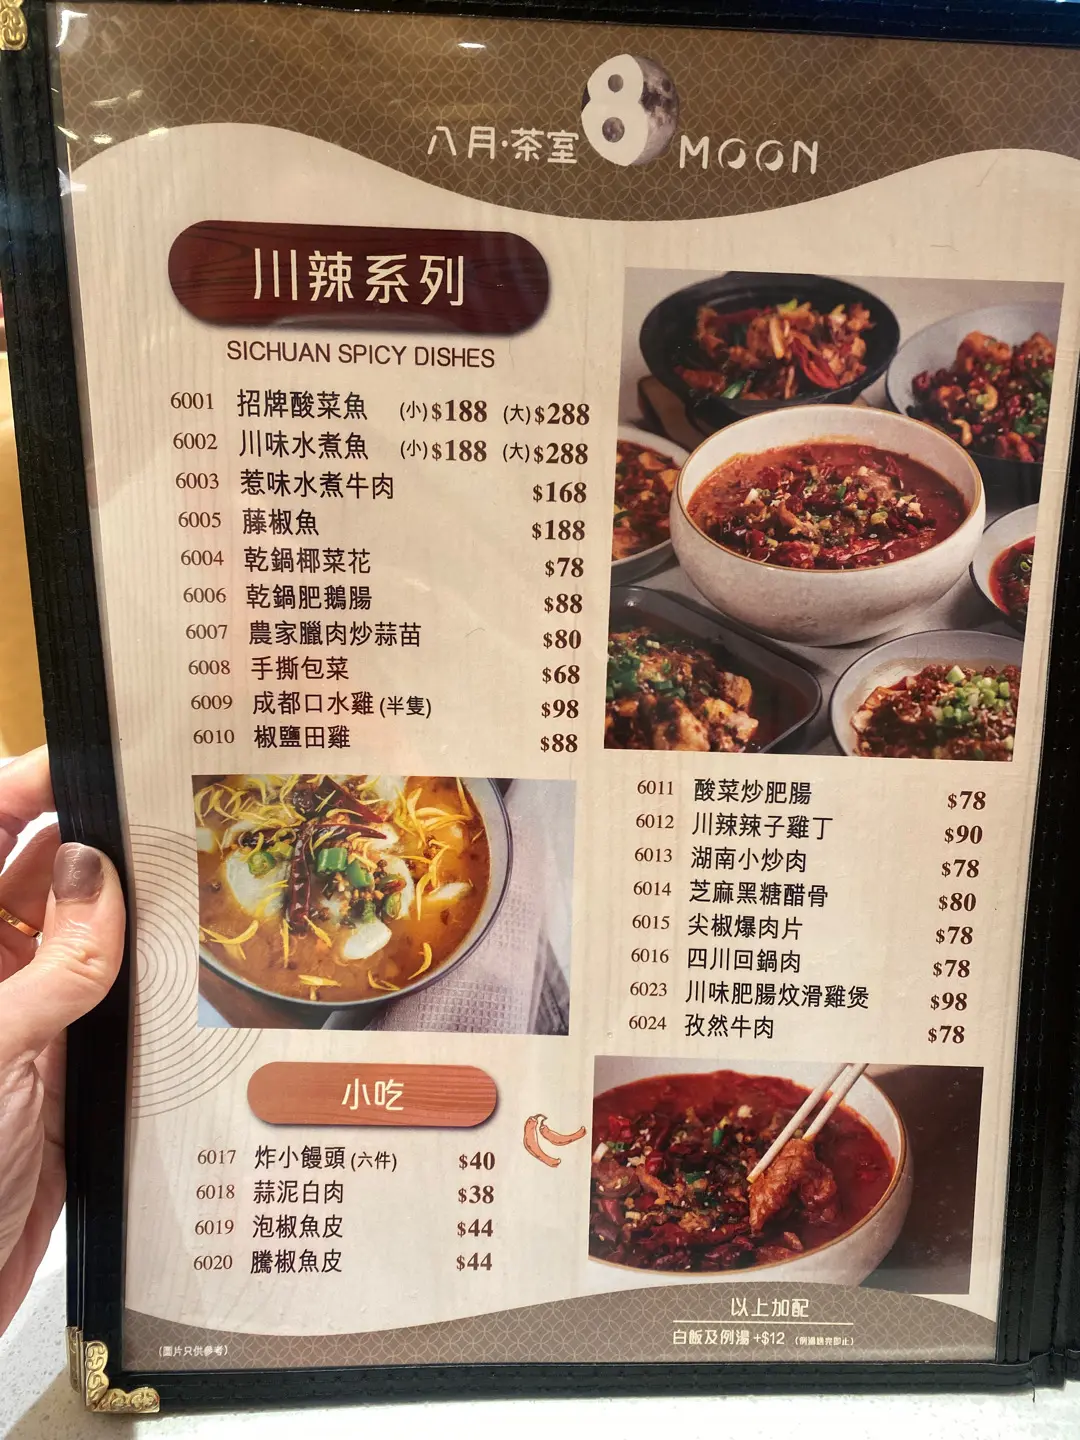 八月·茶室 8 MOON
川辣系列
SICHUAN SPICY DISHES
6001 招牌酸菜魚 (小)$188 (大)$288
6002 川味水煮魚 (小)$188 (大)$288
6003 惹味水煮牛肉 $168
6005 藤椒魚 $188
6004 乾鍋椰菜花 $78
6006 乾鍋肥鵝腸 $88
6007 農家臘肉炒蒜苗 $80
6008 手撕包菜 $68
6009 成都口水雞(半隻) $98
6010 椒鹽田雞 $88
6011 酸菜炒肥腸 $78
6012 川辣辣子雞丁 $90
6013 湖南小炒肉 $78
6014 芝麻黑糖醋骨 $80
6015 尖椒爆肉片 $78
6016 四川回鍋肉 $78
6023 川味肥腸炆滑雞煲 $98
6024 孜然牛肉 $78
小吃
6017 炸小饅頭(六件) $40
6018 蒜泥白肉 $38
6019 泡椒魚皮 $44
6020 騰椒魚皮 $44
以上加配
白飯及例湯 +$12 (例湯送完即止)
(圖片只供參考)